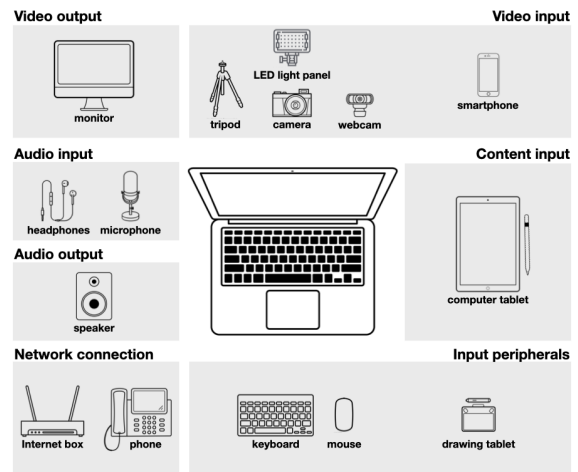 Video output
Video input
LED light panel
monitor
tripod
camera
webcam
smartphone
Audio input
Content input
headphones
microphone
Audio output
computer tablet
speaker
Network connection
Input peripherals
Internet box
phone
keyboard
mouse
drawing tablet